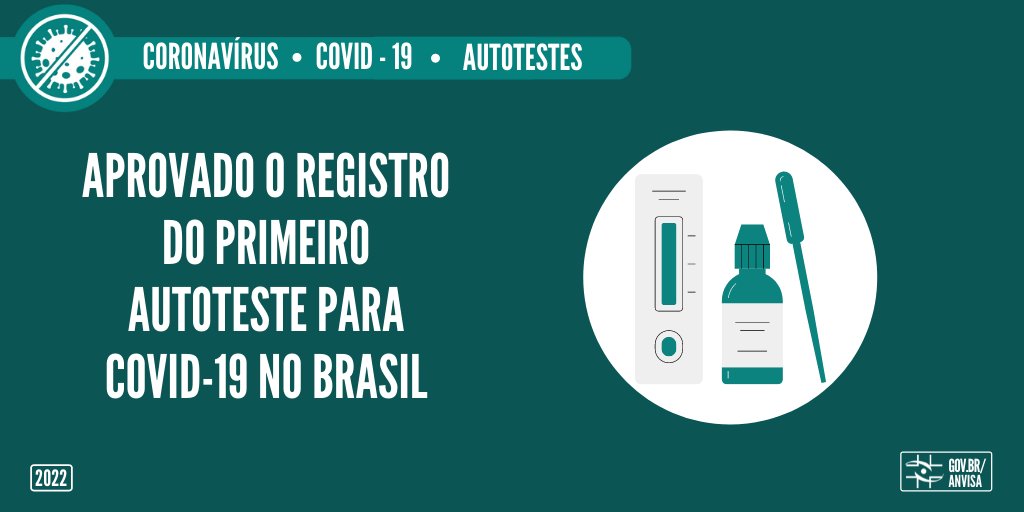 CORONAVÍRUS • COVID - 19 • AUTOTESTES
APROVADO O REGISTRO
DO PRIMEIRO
AUTOTESTE PARA
COVID-19 NO BRASIL
2022
GOV.BR/
ANVISA